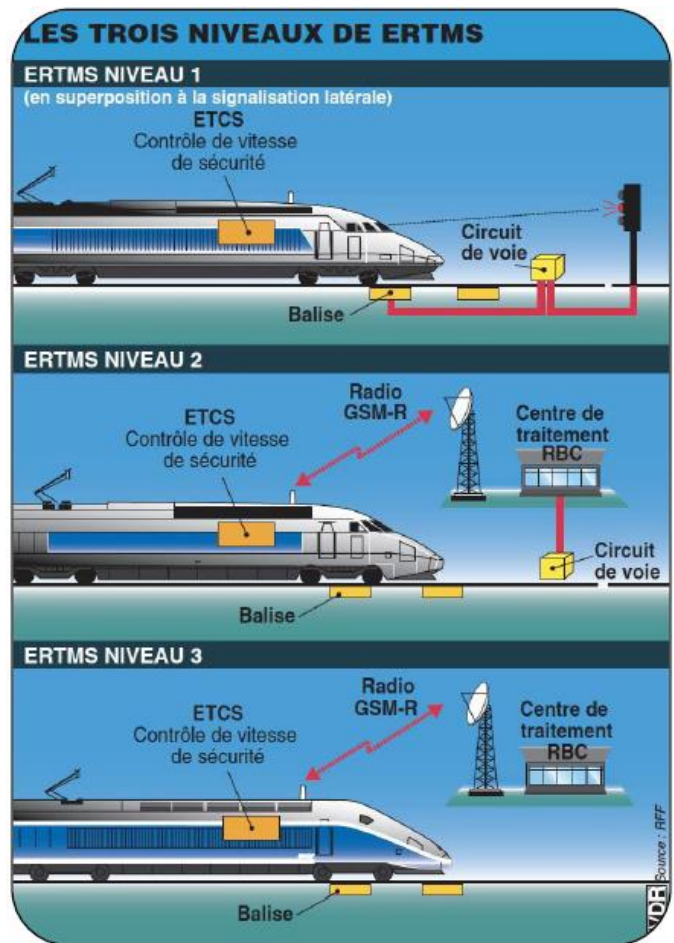 LES TROIS NIVEAUX DE ERTMS
ERTMS NIVEAU 1
(en superposition à la signalisation latérale)
ETCS
Contrôle de vitesse
de sécurité
Circuit
de voie
Balise
ERTMS NIVEAU 2
Radio
GSM-R
ETCS
Contrôle de vitesse
de sécurité
Centre de
traitement
RBC
Circuit
de voie
Balise
ERTMS NIVEAU 3
Radio
GSM-R
ETCS
Contrôle de vitesse
de sécurité
Centre de
traitement
RBC
Balise
VDR
Source : RFF